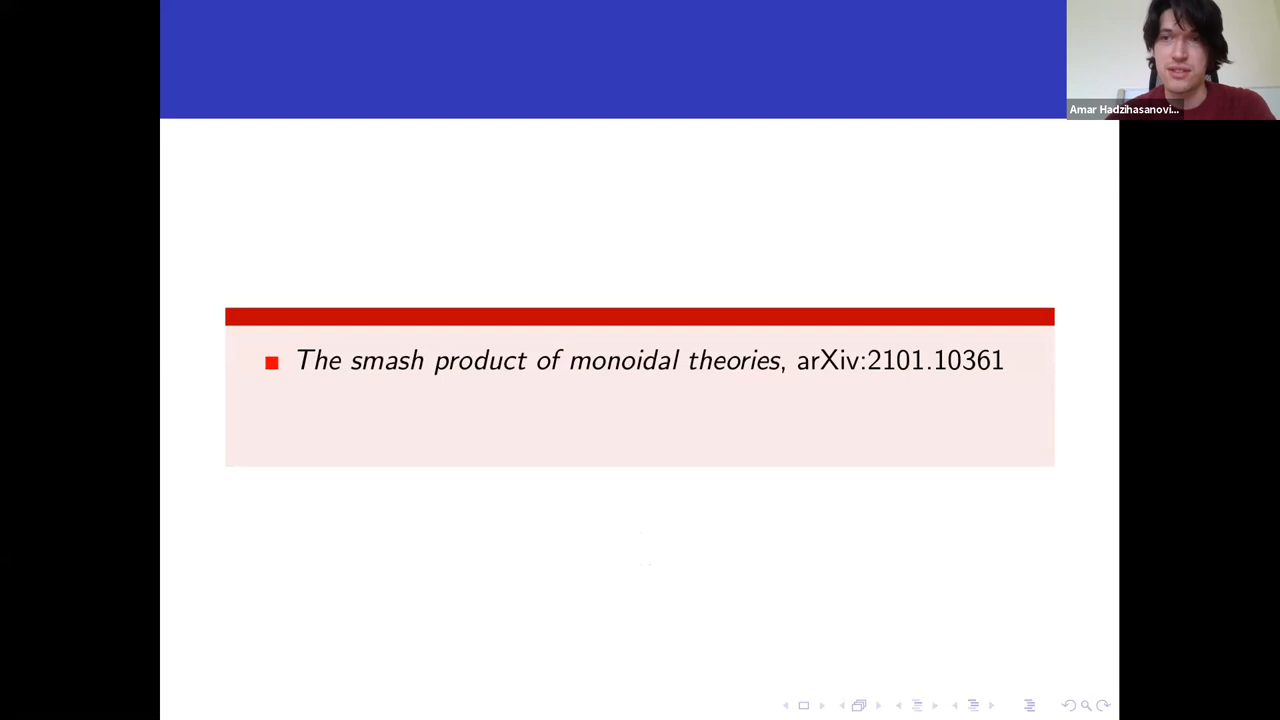 Amar Hadzihasanovi...
The smash product of monoidal theories, arXiv:2101.10361